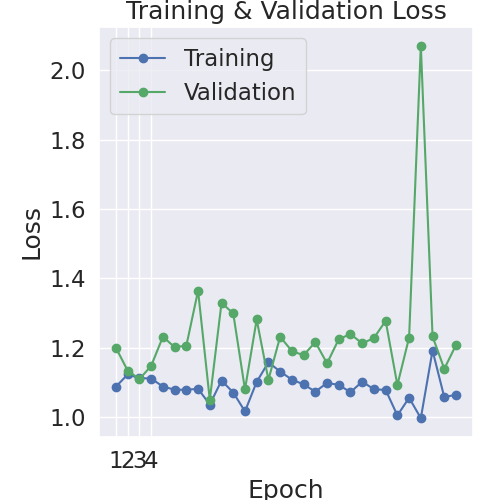 Training & Validation Loss
Training
Validation
2.0
1.8
1.6
1.4
1.2
1.0
Loss
1234
Epoch